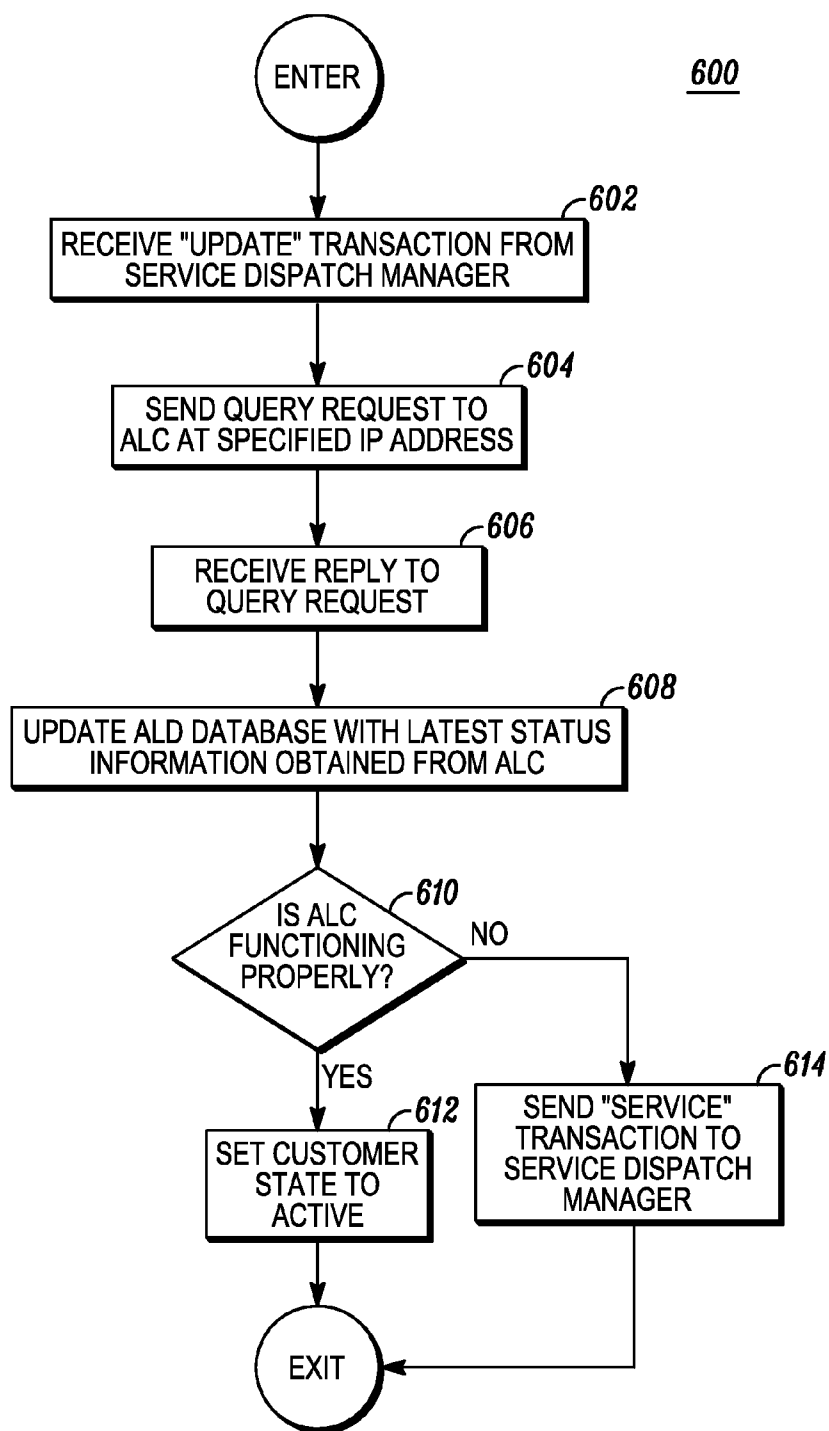 ENTER
600
602
RECEIVE "UPDATE" TRANSACTION FROM
SERVICE DISPATCH MANAGER
604
SEND QUERY REQUEST TO
ALC AT SPECIFIED IP ADDRESS
606
RECEIVE REPLY TO
QUERY REQUEST
608
UPDATE ALD DATABASE WITH LATEST STATUS
INFORMATION OBTAINED FROM ALC
610
IS ALC
FUNCTIONING
PROPERLY?
NO
YES
612
SET CUSTOMER
STATE TO
ACTIVE
614
SEND "SERVICE"
TRANSACTION TO
SERVICE DISPATCH
MANAGER
EXIT